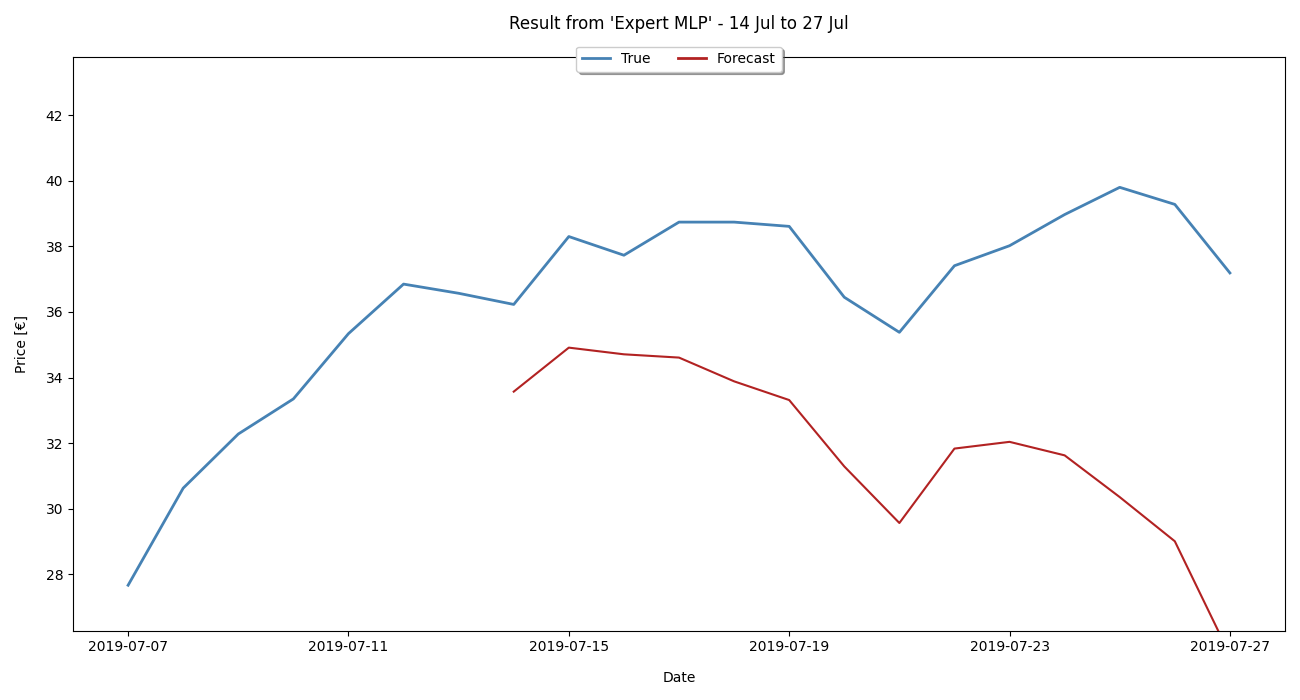 Result from 'Expert MLP' - 14 Jul to 27 Jul
True Forecast
Price [€]
42
40
38
36
34
32
30
28
2019-07-07 2019-07-11 2019-07-15 2019-07-19 2019-07-23 2019-07-27
Date